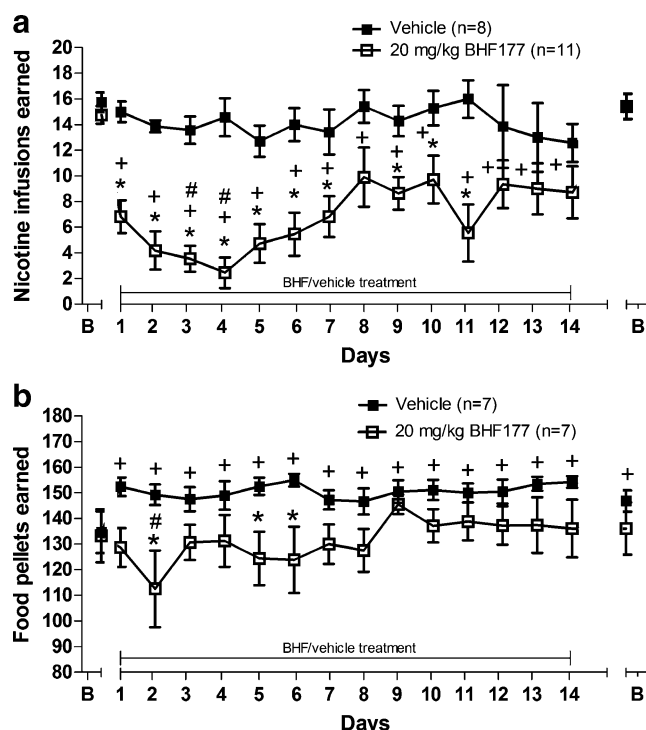 a
Vehicle (n=8)
20 mg/kg BHF177 (n=11)
Nicotine infusions earned
20
18
16
14
12
10
8
6
4
2
0
+ + # # + + + + + + + + + +
* * + + * * * * * *
* *
BHF/vehicle treatment
B 1 2 3 4 5 6 7 8 9 10 11 12 13 14 B
Days
b
Vehicle (n=7)
20 mg/kg BHF177 (n=7)
Food pellets earned
180
170
160
150
140
130
120
110
100
90
80
+ + + + + + + + + + + + + + +
#
* * *
BHF/vehicle treatment
B 1 2 3 4 5 6 7 8 9 10 11 12 13 14 B
Days